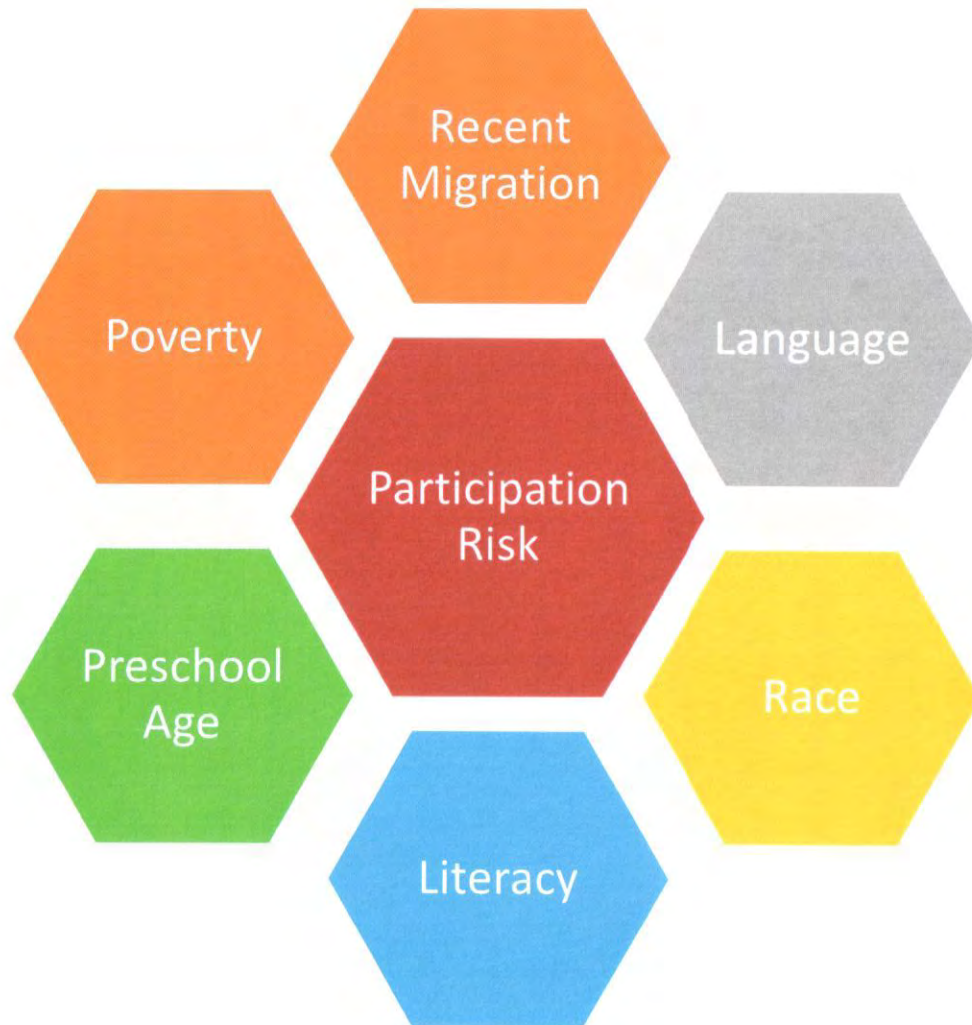 Recent
Migration
Poverty
Language
Participation
Risk
Preschool
Age
Race
Literacy